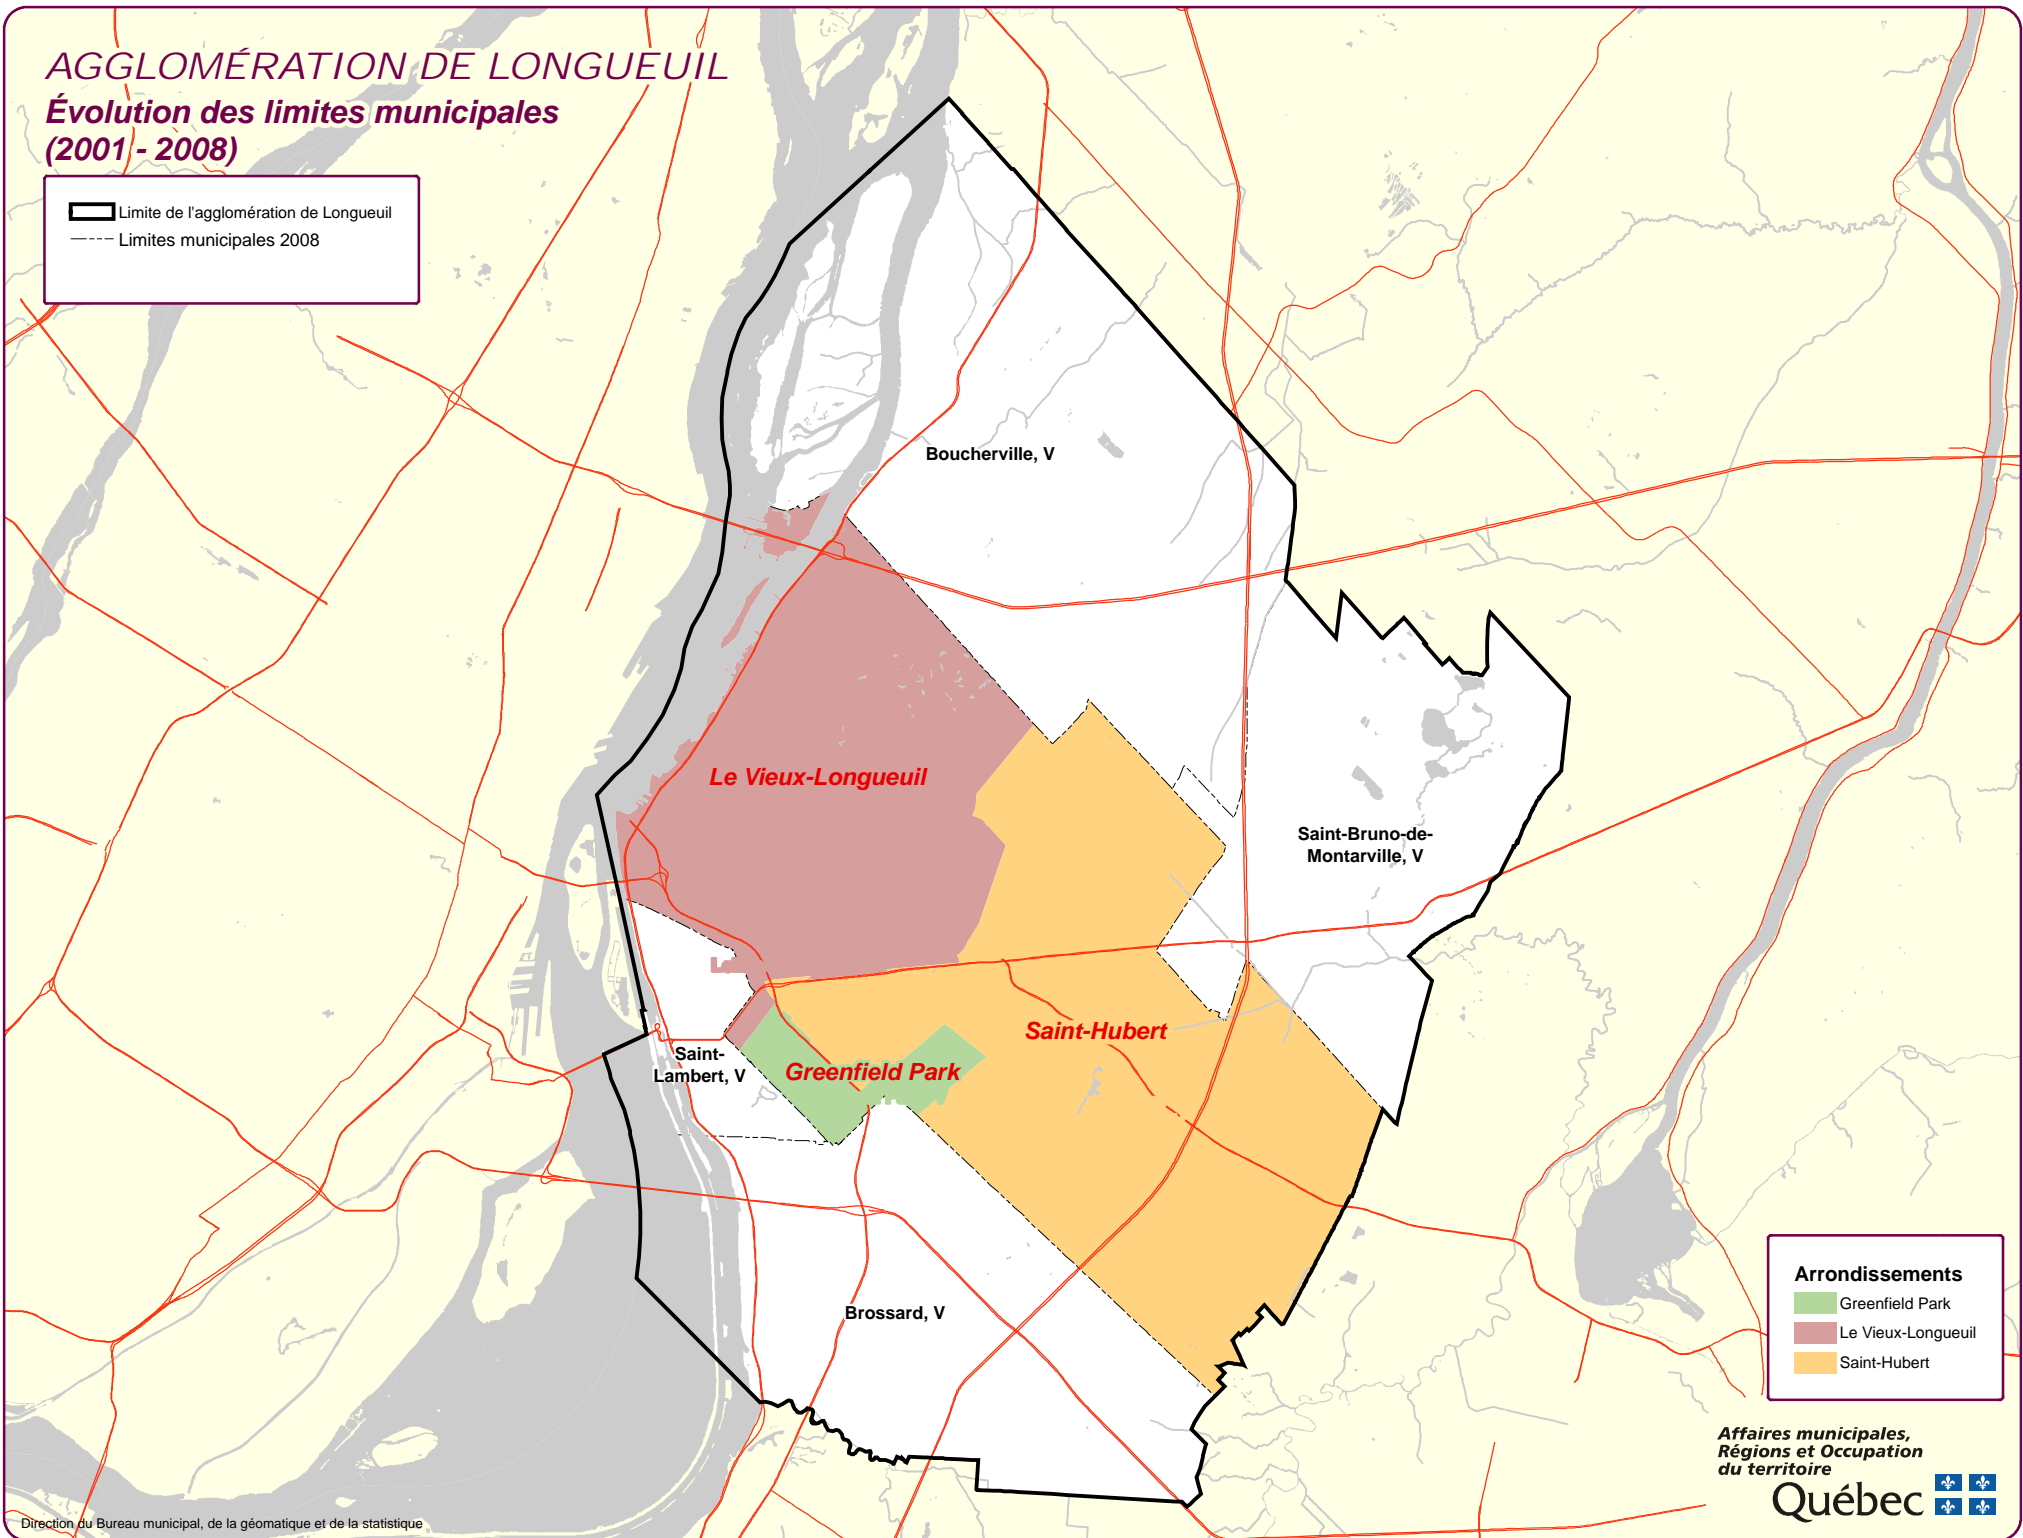 AGGLOMÉRATION DE LONGUEUIL
Évolution des limites municipales
(2001 - 2008)
Limite de l'agglomération de Longueuil
Limites municipales 2008
Boucherville, V
Le Vieux-Longueuil
Saint-Bruno-de-
Montarville, V
Saint-Hubert
Saint-
Lambert, V
Greenfield Park
Brossard, V
Arrondissements
Greenfield Park
Le Vieux-Longueuil
Saint-Hubert
Affaires municipales,
Régions et Occupation
du territoire
Québec
Direction du Bureau municipal, de la géomatique et de la statistique